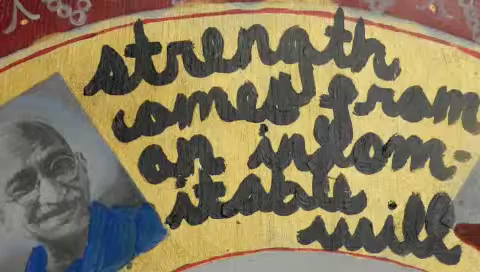 strength
comes from
an indom-
itable
will